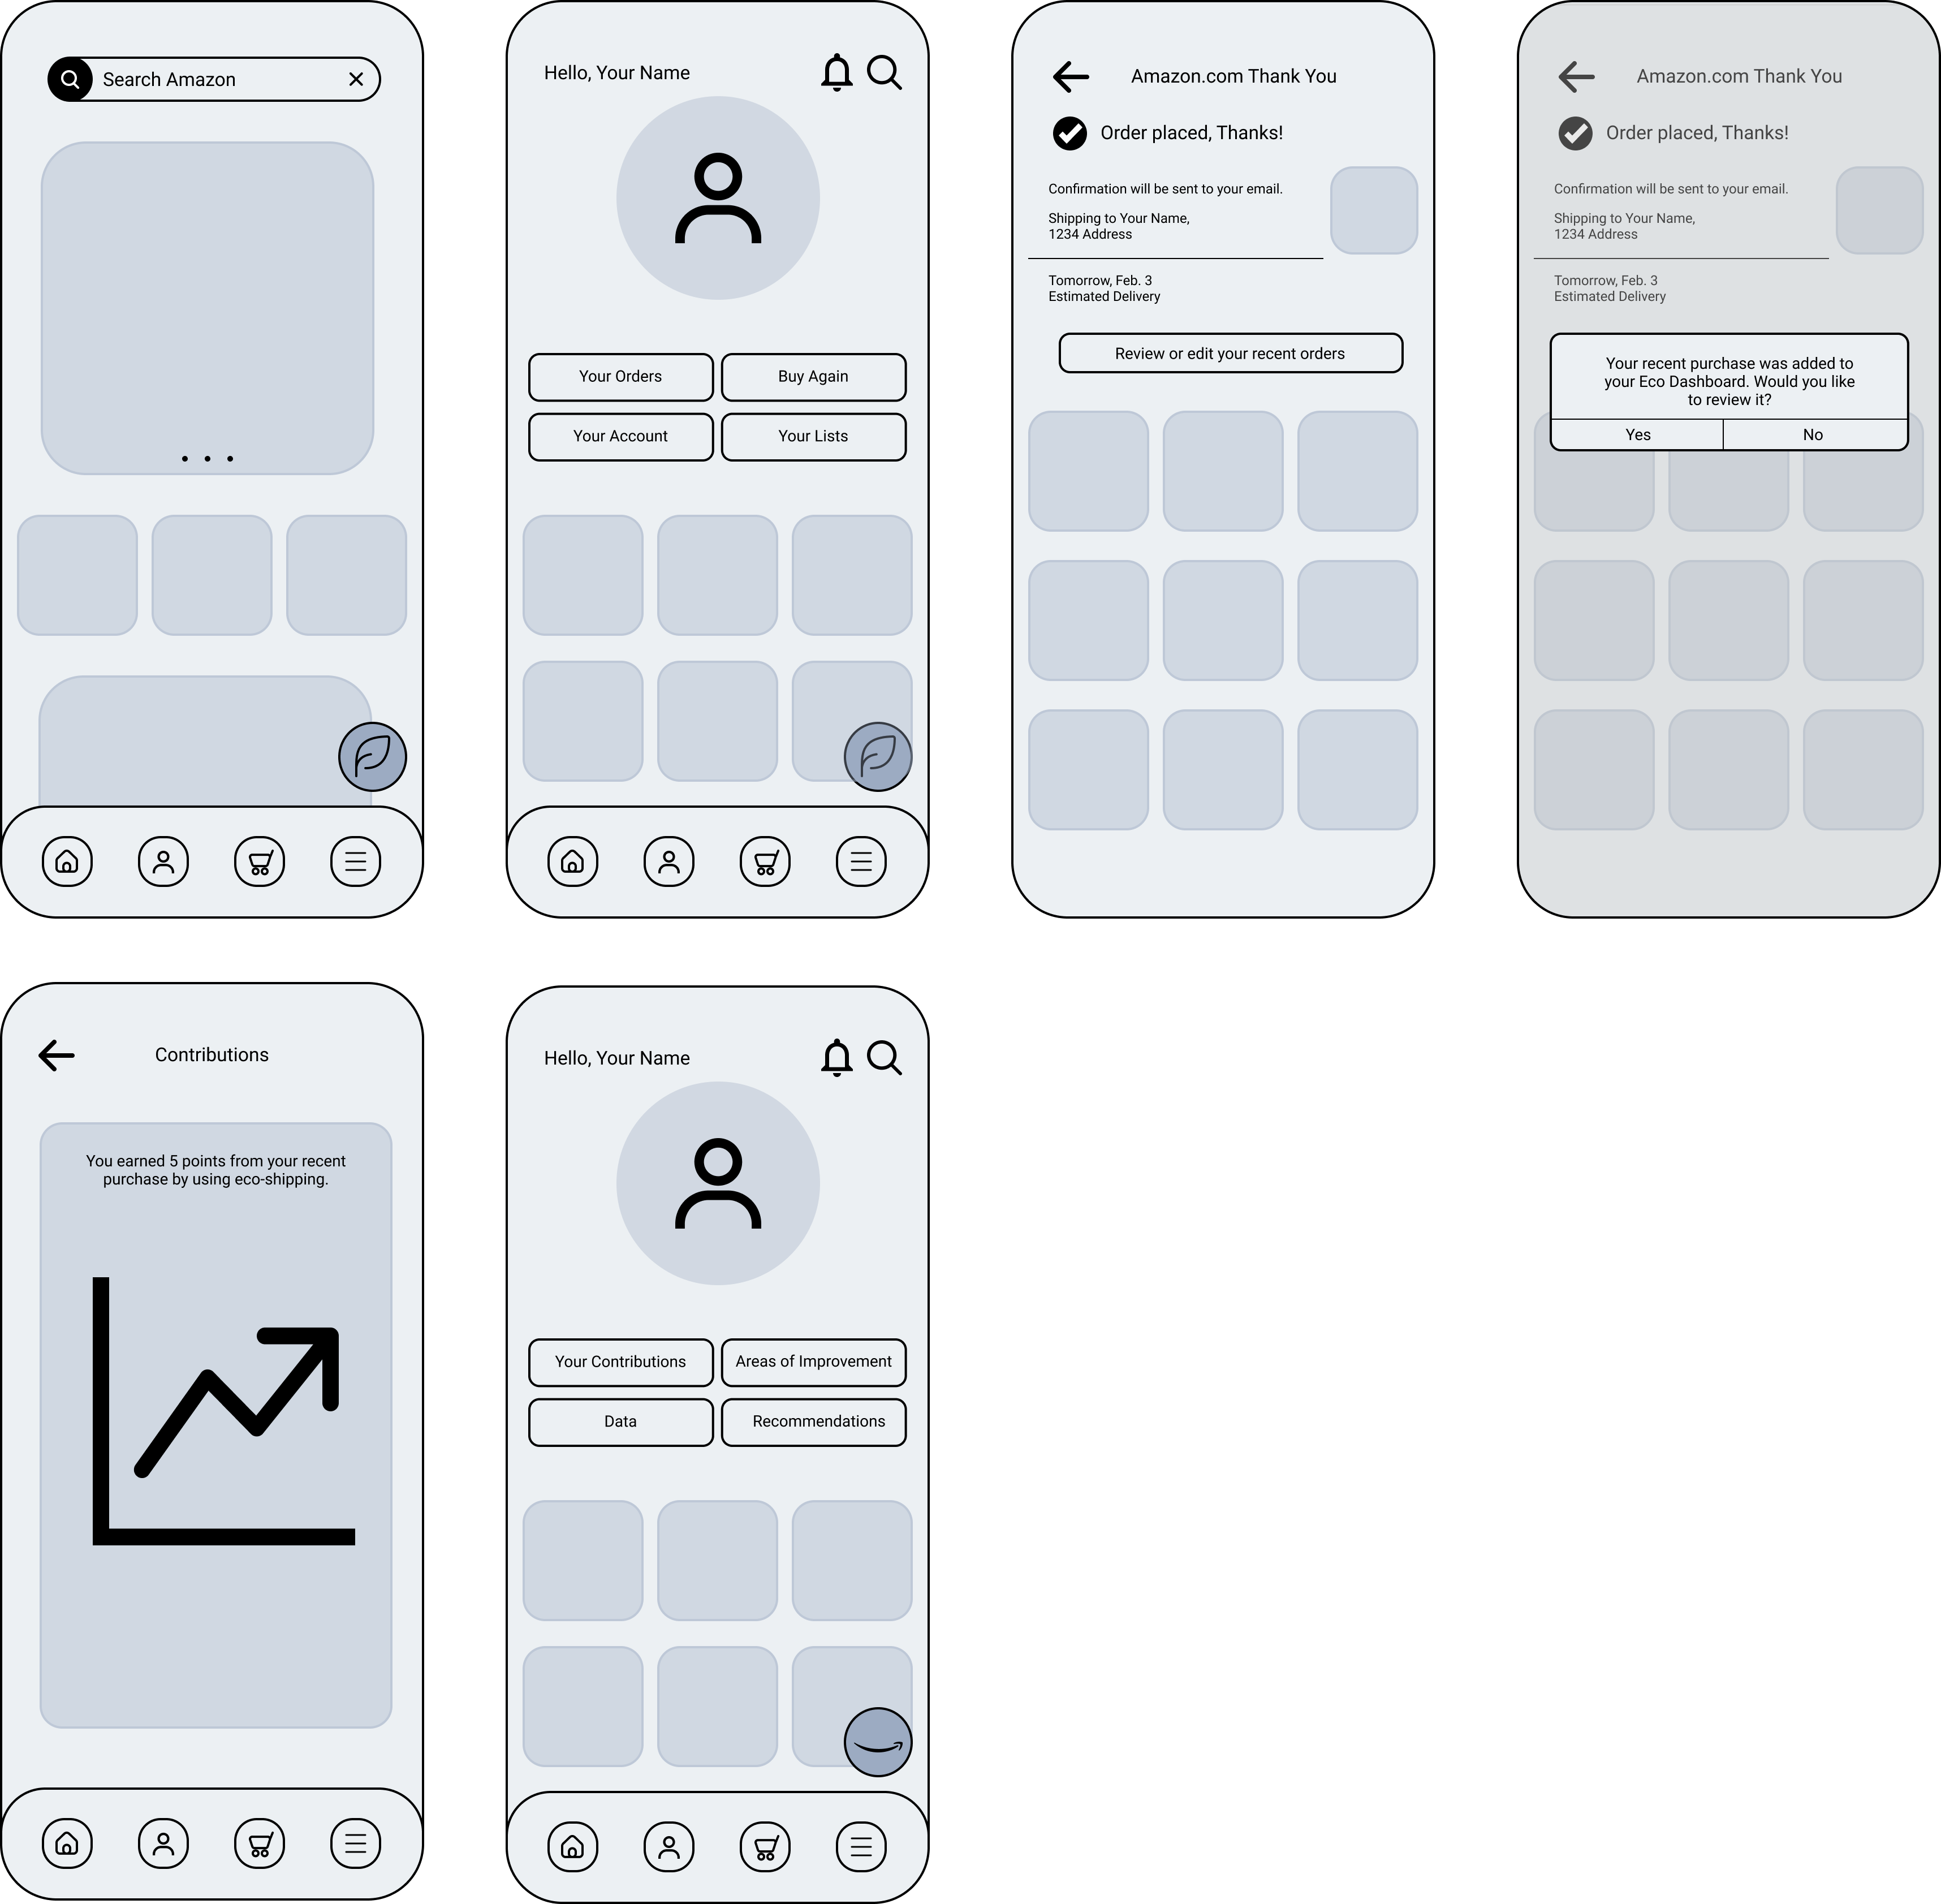 Search Amazon
Hello, Your Name
Your Orders
Buy Again
Your Account
Your Lists
Amazon.com Thank You
Order placed, Thanks!
Confirmation will be sent to your email.
Shipping to Your Name,
1234 Address
Tomorrow, Feb. 3
Estimated Delivery
Review or edit your recent orders
Amazon.com Thank You
Order placed, Thanks!
Confirmation will be sent to your email.
Shipping to Your Name,
1234 Address
Tomorrow, Feb. 3
Estimated Delivery
Your recent purchase was added to
your Eco Dashboard. Would you like
to review it?
Yes
No
Contributions
You earned 5 points from your recent
purchase by using eco-shipping.
Hello, Your Name
Your Contributions
Areas of Improvement
Data
Recommendations